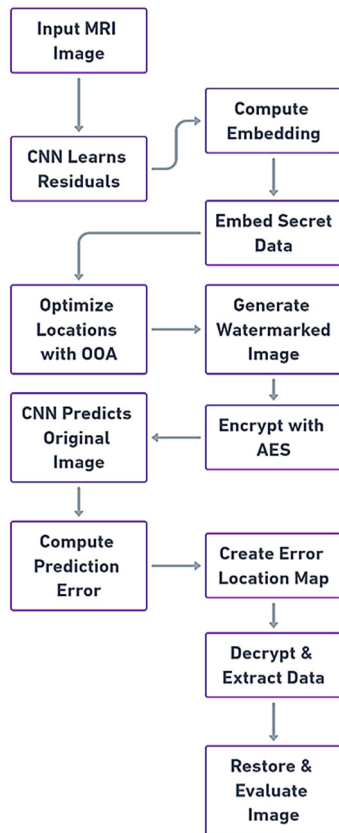 Input MRI
Image
CNN Learns
Residuals
Compute
Embedding
Embed Secret
Data
Optimize
Locations
with OOA
Generate
Watermarked
Image
Encrypt with
AES
CNN Predicts
Original
Image
Compute
Prediction
Error
Create Error
Location Map
Decrypt &
Extract Data
Restore &
Evaluate
Image